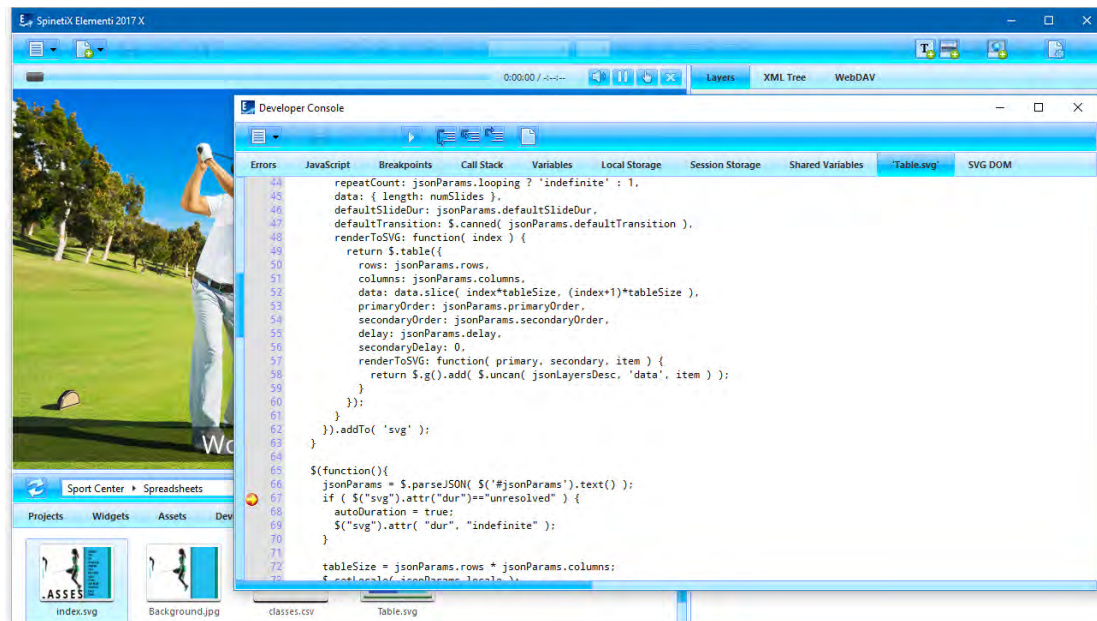 SpinetiX Elementi 2017 X
0:00:00 / -:--:--
Layers XML Tree WebDAV
Developer Console
Errors JavaScript Breakpoints Call Stack Variables Local Storage Session Storage Shared Variables 'Table.svg' SVG DOM
44 repeatCount: jsonParams.looping ? 'indefinite' : 1,
45 data: { length: numSlides },
46 defaultSlideDur: jsonParams.defaultSlideDur,
47 defaultTransition: $.canned( jsonParams.defaultTransition ),
48 renderToSVG: function( index ) {
49 return $.table({
50 rows: jsonParams.rows,
51 columns: jsonParams.columns,
52 data: data.slice( index*tableSize, (index+1)*tableSize ),
53 primaryOrder: jsonParams.primaryOrder,
54 secondaryOrder: jsonParams.secondaryOrder,
55 delay: jsonParams.delay,
56 secondaryDelay: 0,
57 renderToSVG: function( primary, secondary, item ) {
58 return $.g().add( $.uncan( jsonLayersDesc, 'data', item ) );
59 }
60 });
61 }
62 }).addTo( 'svg' );
63 }
64
65 $(function(){
66 jsonParams = $.parseJSON( $('#jsonParams').text() );
67 if ( $("svg").attr("dur")=="unresolved" ) {
68 autoDuration = true;
69 $("svg").attr( "dur", "indefinite" );
70 }
71
72 tableSize = jsonParams.rows * jsonParams.columns;
73 $.setLocale( jsonParams.locale );
Wo
Sport Center Spreadsheets
Projects Widgets Assets Dev
.ASSES
index.svg Background.jpg classes.csv Table.svg